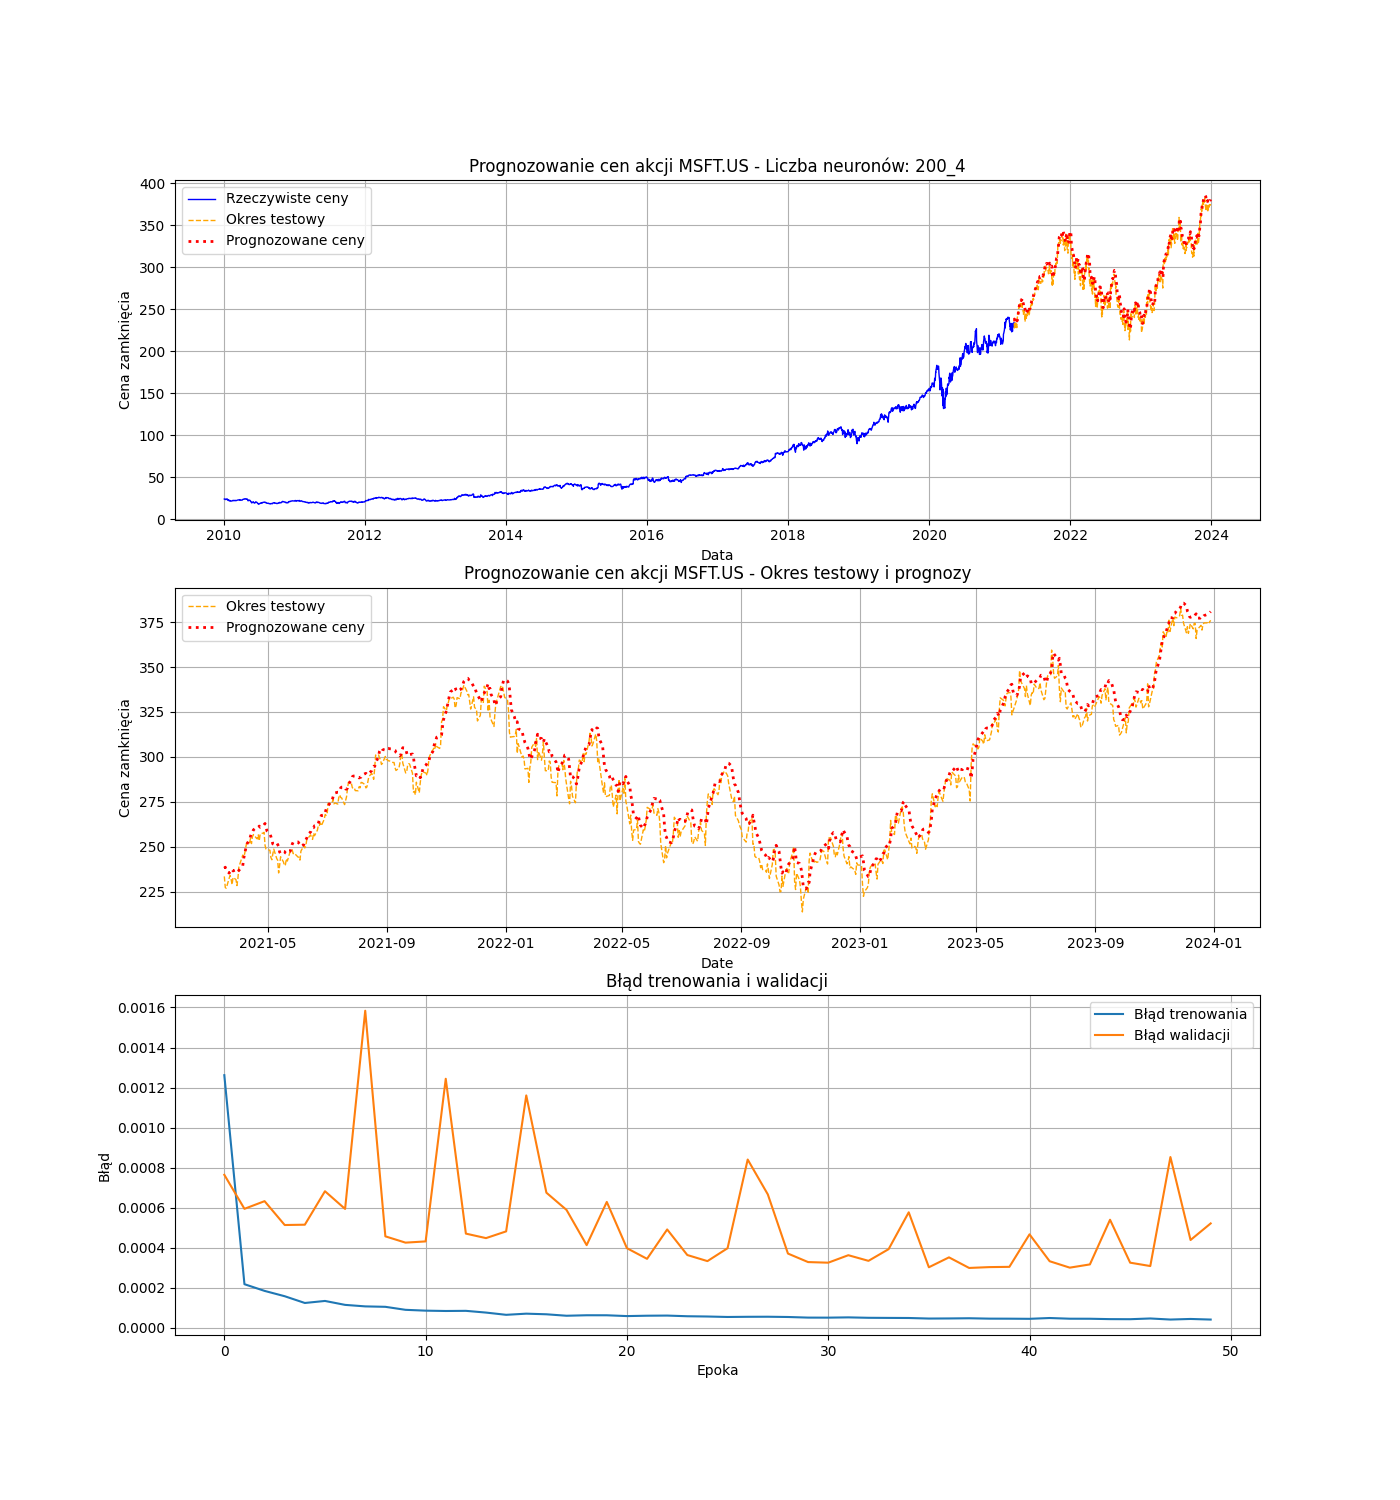 Prognozowanie cen akcji MSFT.US - Liczba neuronów: 200_4
400
350
300
250
200
150
100
50
0
Cena zamknięcia
Rzeczywiste ceny
Okres testowy
Prognozowane ceny
2010 2012 2014 2016 2018 2020 2022 2024
Data
Prognozowanie cen akcji MSFT.US - Okres testowy i prognozy
375
350
325
300
275
250
225
Cena zamknięcia
Okres testowy
Prognozowane ceny
2021-05 2021-09 2022-01 2022-05 2022-09 2023-01 2023-05 2023-09 2024-01
Date
Błąd trenowania i walidacji
0.0016
0.0014
0.0012
0.0010
0.0008
0.0006
0.0004
0.0002
0.0000
Błąd
Błąd trenowania
Błąd walidacji
0 10 20 30 40 50
Epoka